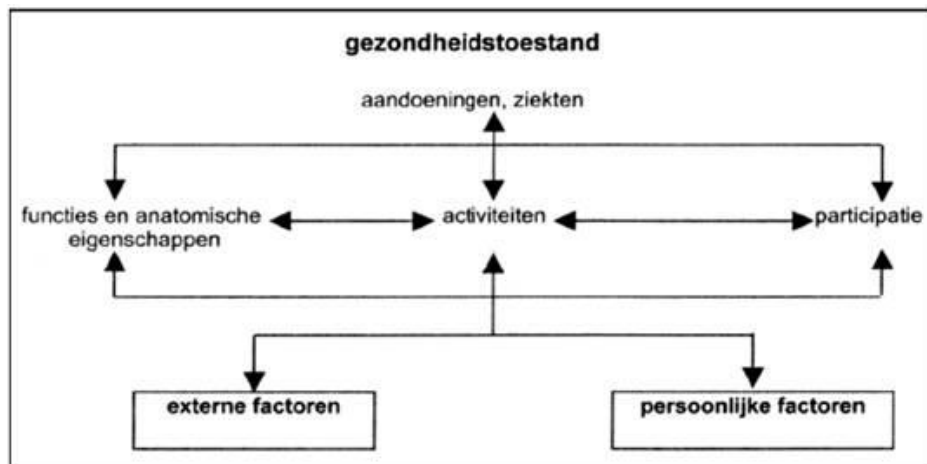 gezondheidstoestand
aandoeningen, ziekten
functies en anatomische
eigenschappen
activiteiten
participatie
externe factoren
persoonlijke factoren